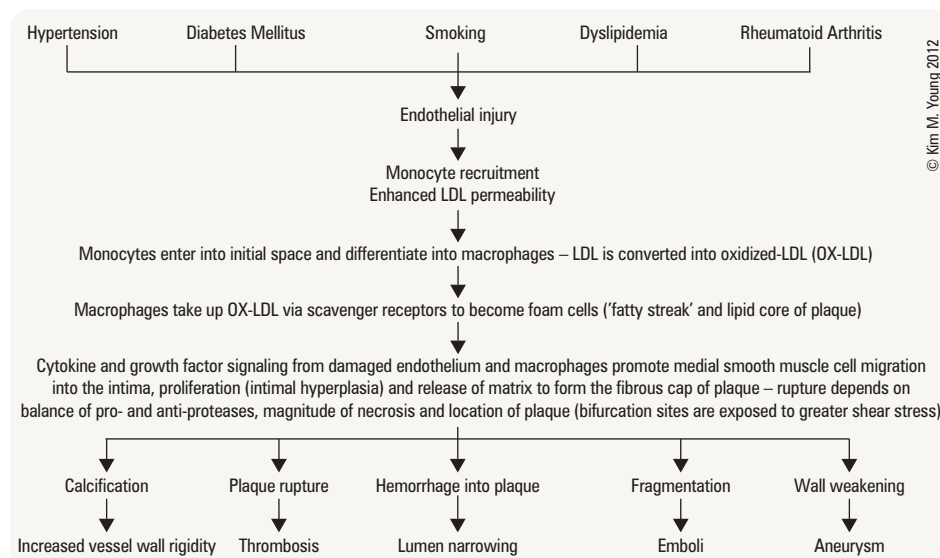 Hypertension Diabetes Mellitus Smoking Dyslipidemia Rheumatoid Arthritis
© Kim M. Young 2012
Endothelial injury
Monocyte recruitment
Enhanced LDL permeability
Monocytes enter into initial space and differentiate into macrophages – LDL is converted into oxidized-LDL (OX-LDL)
Macrophages take up OX-LDL via scavenger receptors to become foam cells ('fatty streak' and lipid core of plaque)
Cytokine and growth factor signaling from damaged endothelium and macrophages promote medial smooth muscle cell migration
into the intima, proliferation (intimal hyperplasia) and release of matrix to form the fibrous cap of plaque – rupture depends on
balance of pro- and anti-proteases, magnitude of necrosis and location of plaque (bifurcation sites are exposed to greater shear stress)
Calcification Plaque rupture Hemorrhage into plaque Fragmentation Wall weakening
Increased vessel wall rigidity Thrombosis Lumen narrowing Emboli Aneurysm